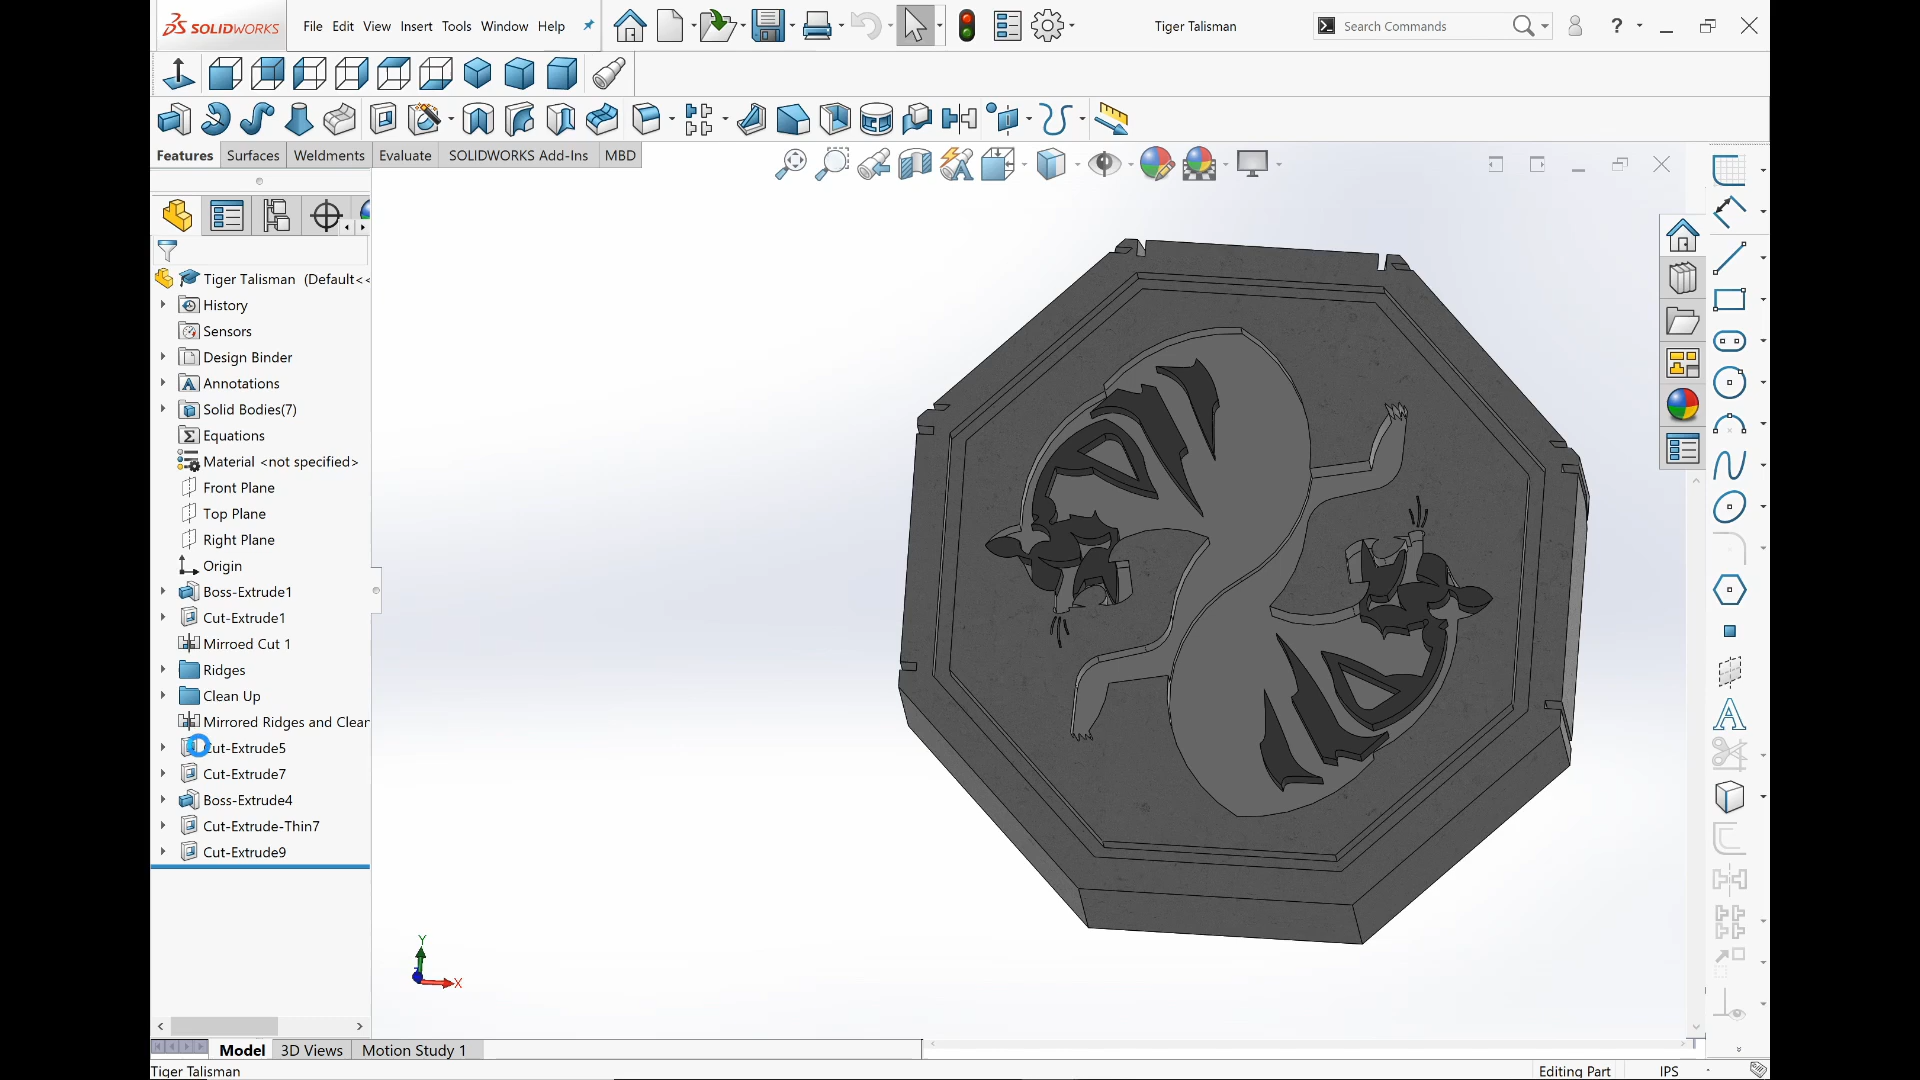 SOLIDWORKS File Edit View Insert Tools Window Help Tiger Talisman Search Commands ?
Features Surfaces Weldments Evaluate SOLIDWORKS Add-Ins MBD
Tiger Talisman (Default<<
History
Sensors
Design Binder
Annotations
Solid Bodies(7)
Equations
Material <not specified>
Front Plane
Top Plane
Right Plane
Origin
Boss-Extrude1
Cut-Extrude1
Mirroed Cut 1
Ridges
Clean Up
Mirrored Ridges and Clear
Cut-Extrude5
Cut-Extrude7
Boss-Extrude4
Cut-Extrude-Thin7
Cut-Extrude9
Y
X
Model 3D Views Motion Study 1
Tiger Talisman Editing Part IPS